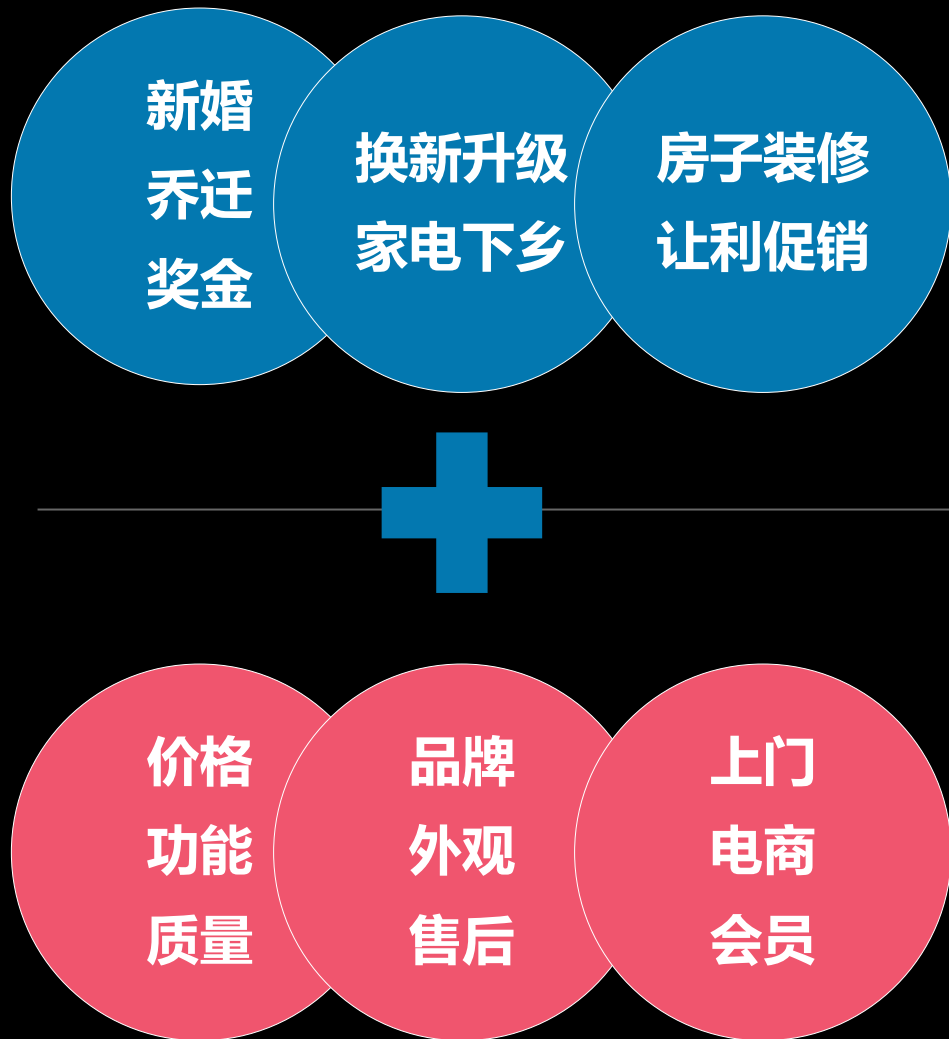 新婚
乔迁
奖金
换新升级
家电下乡
房子装修
让利促销
价格
功能
质量
品牌
外观
售后
上门
电商
会员